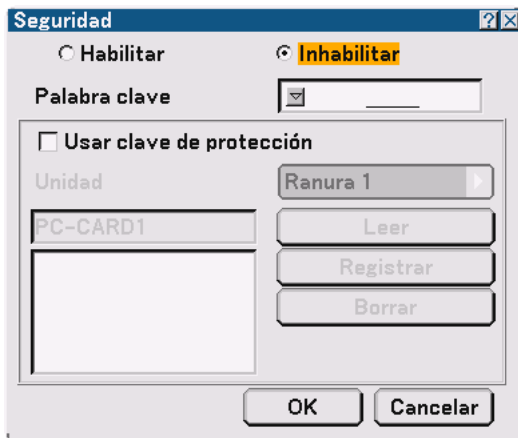 Seguridad
Habilitar Inhabilitar
Palabra clave
Usar clave de protección
Unidad Ranura 1
PC-CARD1 Leer
Registrar
Borrar
OK Cancelar